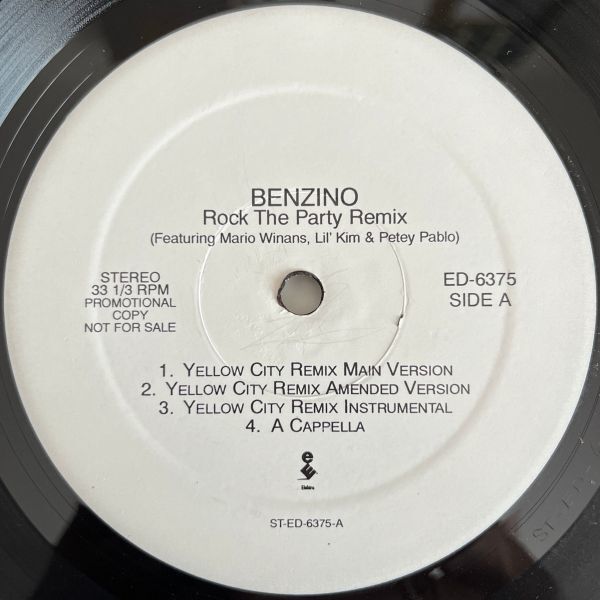 BENZINO
Rock The Party Remix
(Featuring Mario Winans, Lil' Kim & Petey Pablo)
STEREO
33 1/3 RPM
PROMOTIONAL
COPY
NOT FOR SALE
ED-6375
SIDE A
1. YELLOW CITY REMIX MAIN VERSION
2. YELLOW CITY REMIX AMENDED VERSION
3. YELLOW CITY REMIX INSTRUMENTAL
4. A CAPPELLA
Elektra
ST-ED-6375-A